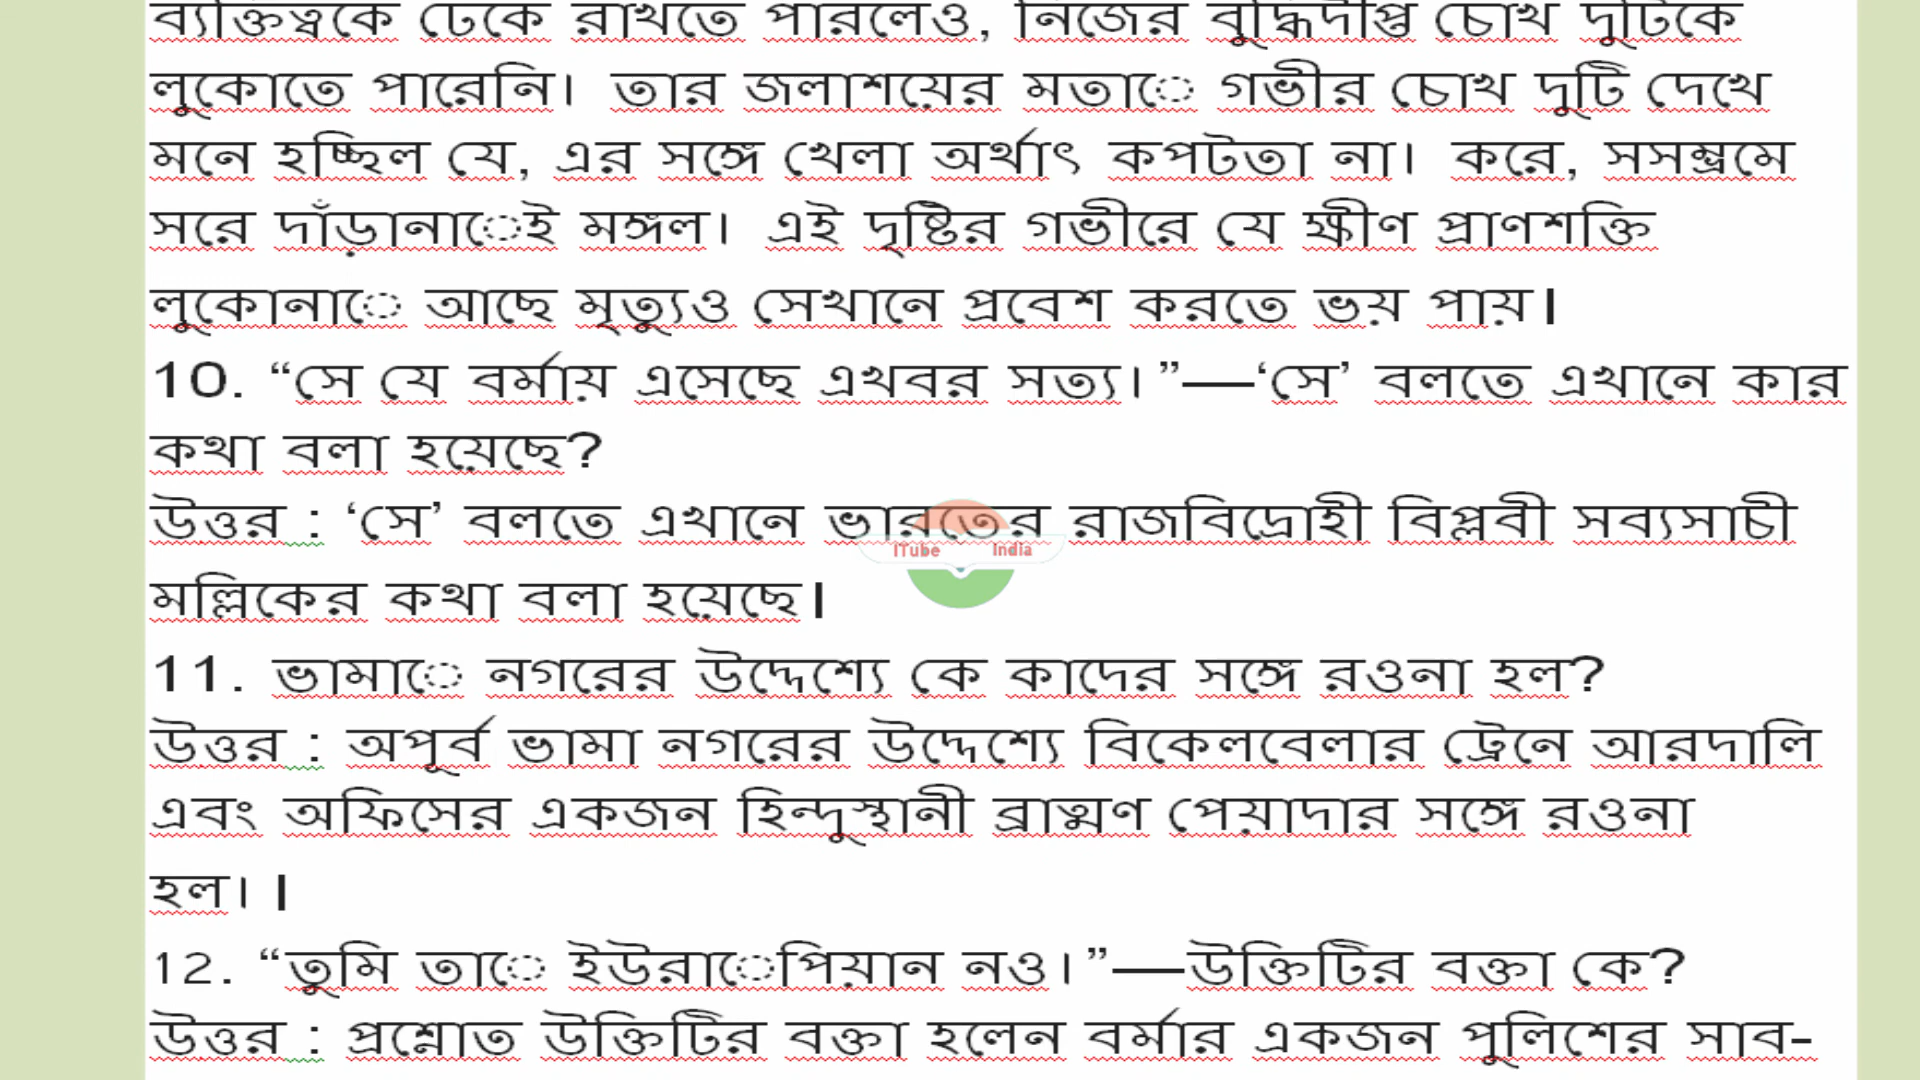 ব্যক্তিত্বকে ঢেকে রাখতে পারলেও, নিজের বুদ্ধিদীপ্ত চোখ দুটিকে
লুকোতে পারেনি। তার জলাশয়ের মতাে গভীর চোখ দুটি দেখে
মনে হচ্ছিল যে, এর সঙ্গে খেলা অর্থাৎ কপটতা না। করে, সসম্ভ্রমে
সরে দাঁড়ানােই মঙ্গল। এই দৃষ্টির গভীরে যে ক্ষীণ প্রাণশক্তি
লুকোনাে আছে মৃত্যুও সেখানে প্রবেশ করতে ভয় পায়।
10. “সে যে বর্মায় এসেছে এখবর সত্য। ”—‘সে’ বলতে এখানে কার
কথা বলা হয়েছে?
উত্তর : ‘সে’ বলতে এখানে ভারতের রাজবিদ্রোহী বিপ্লবী সব্যসাচী
ITube India
মল্লিকের কথা বলা হয়েছে।
11. ভামাে নগরের উদ্দেশ্যে কে কাদের সঙ্গে রওনা হল?
উত্তর : অপূর্ব ভামা নগরের উদ্দেশ্যে বিকেলবেলার ট্রেনে আরদালি
এবং অফিসের একজন হিন্দুস্থানী ব্রাত্মণ পেয়াদার সঙ্গে রওনা
হল। ।
12. “তুমি তাে ইউরােপিয়ান নও। ”—উক্তিটির বক্তা কে?
উত্তর : প্রশ্নোত উক্তিটির বক্তা হলেন বর্মার একজন পুলিশের সাব-